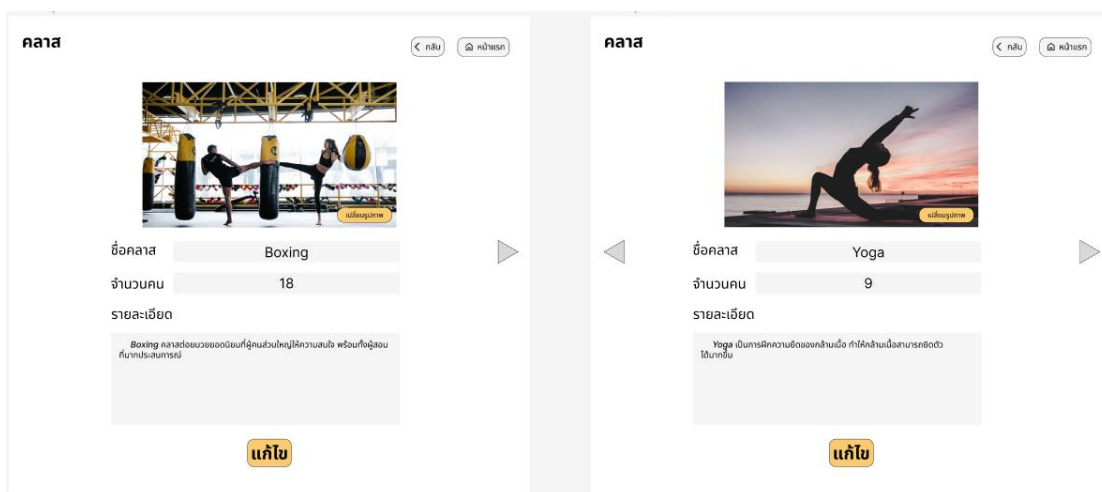 คลาส
กลับ
หน้าแรก
เปลี่ยนรูปภาพ
ชื่อคลาส Boxing
จำนวนคน 18
รายละเอียด
Boxing คลาสต่อยมวยยอดนิยมที่ผู้คนส่วนใหญ่ให้ความสนใจ พร้อมทั้งผู้สอน
ที่มากประสบการณ์
แก้ไข
คลาส
กลับ
หน้าแรก
เปลี่ยนรูปภาพ
ชื่อคลาส Yoga
จำนวนคน 9
รายละเอียด
Yoga เป็นการฝึกความยืดของกล้ามเนื้อ ทำให้กล้ามเนื้อสามารถยืดตัว
ได้มากขึ้น
แก้ไข